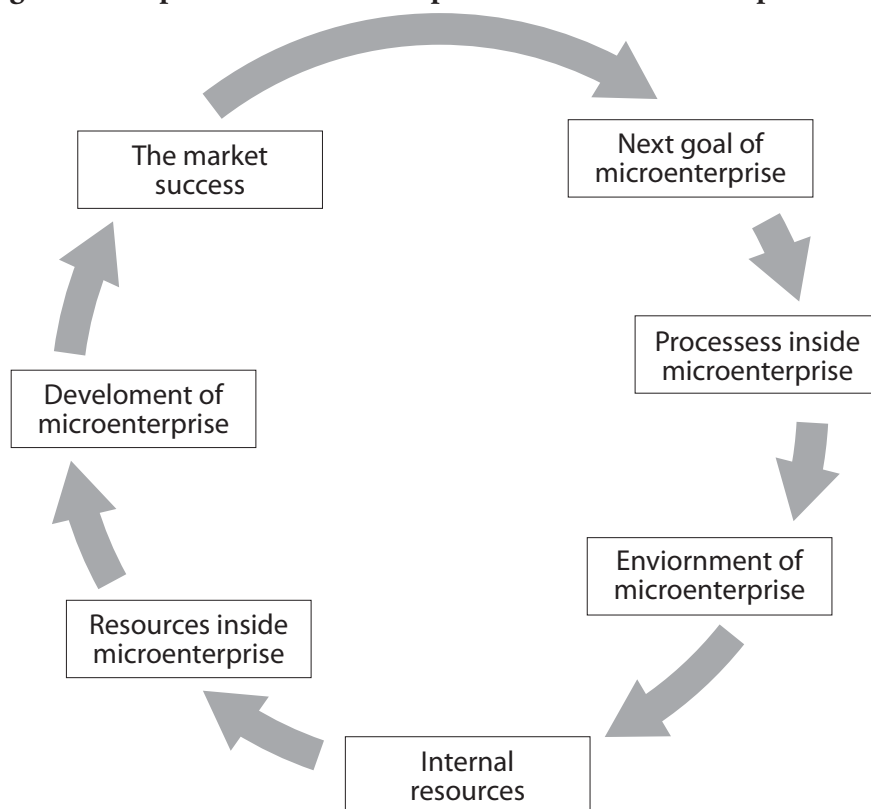 The market
success
Next goal of
microenterprise
Processess inside
microenterprise
Enviornment of
microenterprise
Internal
resources
Resources inside
microenterprise
Develoment of
microenterprise